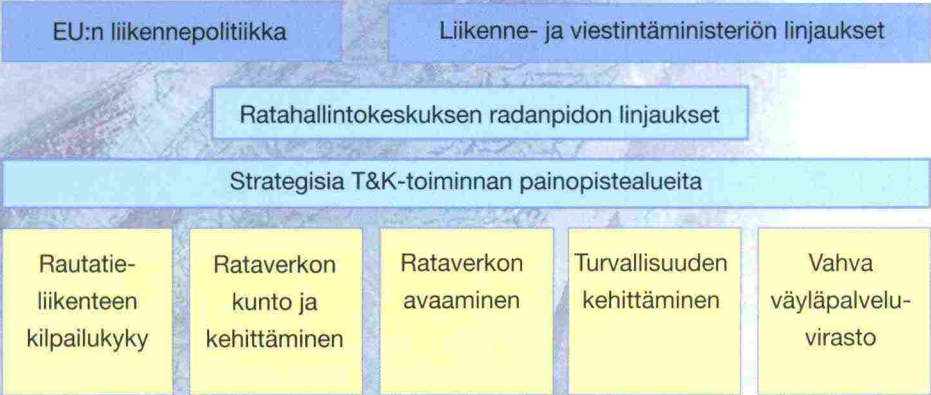 EU:n liikennepolitiikka
Liikenne- ja viestintäministeriön linjaukset
Ratahallintokeskuksen radanpidon linjaukset
Strategisia T&K-toiminnan painopistealueita
Rautatie-
liikenteen
kilpailukyky
Rataverkon
kunto ja
kehittäminen
Rataverkon
avaaminen
Turvallisuuden
kehittäminen
Vahva
väyläpalvelu-
virasto